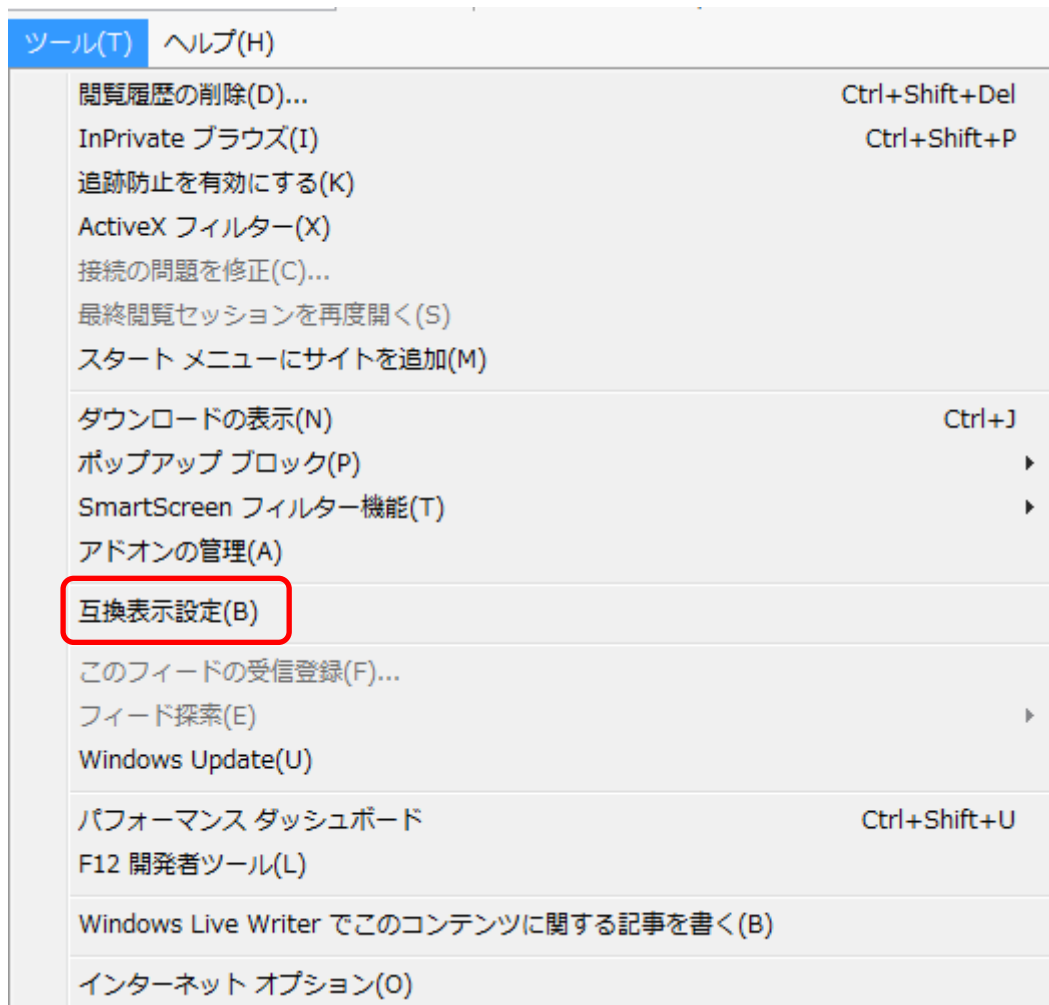 ツール(T) ヘルプ(H)
閲覧履歴の削除(D)... Ctrl+Shift+Del
InPrivate ブラウズ(I) Ctrl+Shift+P
追跡防止を有効にする(K)
ActiveX フィルター(X)
接続の問題を修正(C)...
最終閲覧セッションを再度開く(S)
スタート メニューにサイトを追加(M)
ダウンロードの表示(N) Ctrl+J
ポップアップ ブロック(P)
SmartScreen フィルター機能(T)
アドオンの管理(A)
互換表示設定(B)
このフィードの受信登録(F)...
フィード探索(E)
Windows Update(U)
パフォーマンス ダッシュボード Ctrl+Shift+U
F12 開発者ツール(L)
Windows Live Writer でこのコンテンツに関する記事を書く(B)
インターネット オプション(O)